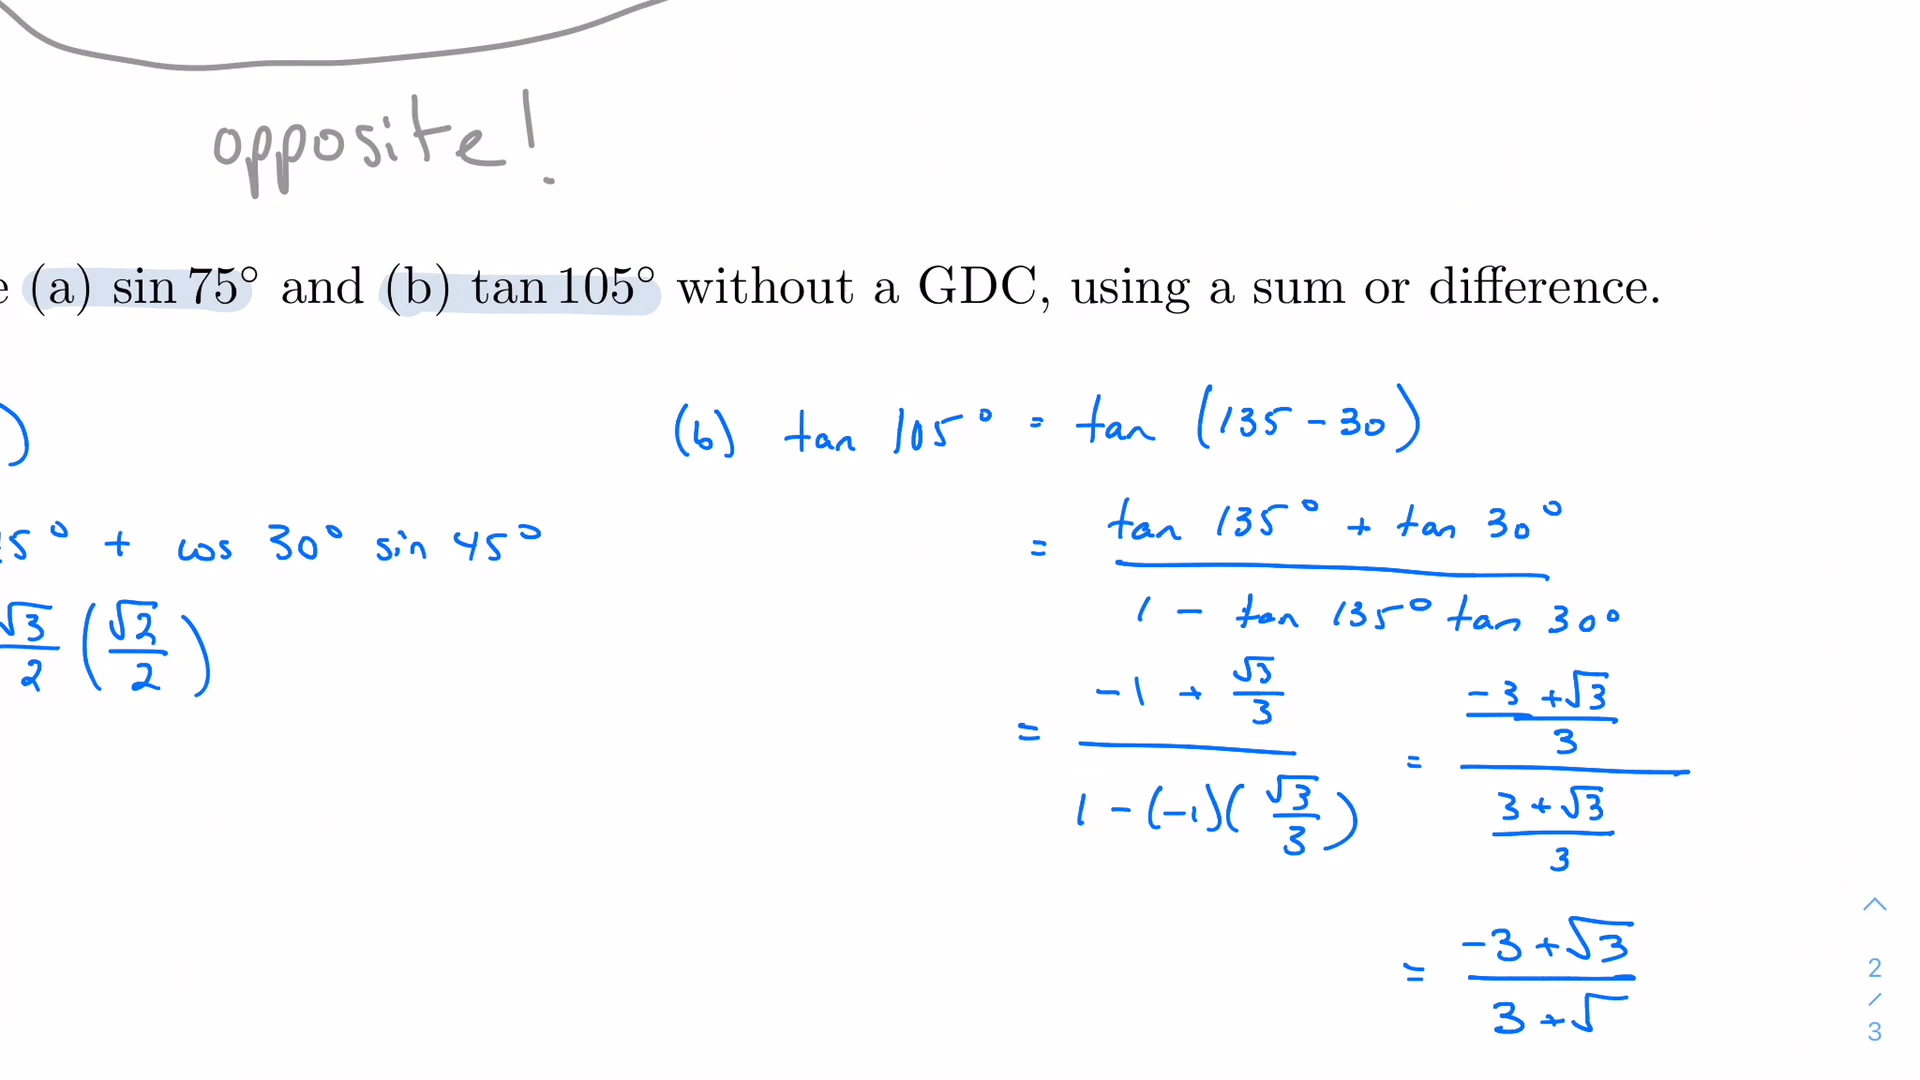 opposite!
e (a) sin 75° and (b) tan 105° without a GDC, using a sum or difference.
)
5° + cos 30° sin 45°
√3/2 (√2/2)
(b) tan 105° = tan (135 - 30)
= (tan 135° + tan 30°)/(1 - tan 135° tan 30°)
= (-1 + √3/3)/(1 - (-1)(√3/3)) = ((-3 + √3)/3)/((3 + √3)/3)
= (-3 + √3)/(3 + √
2
/
3